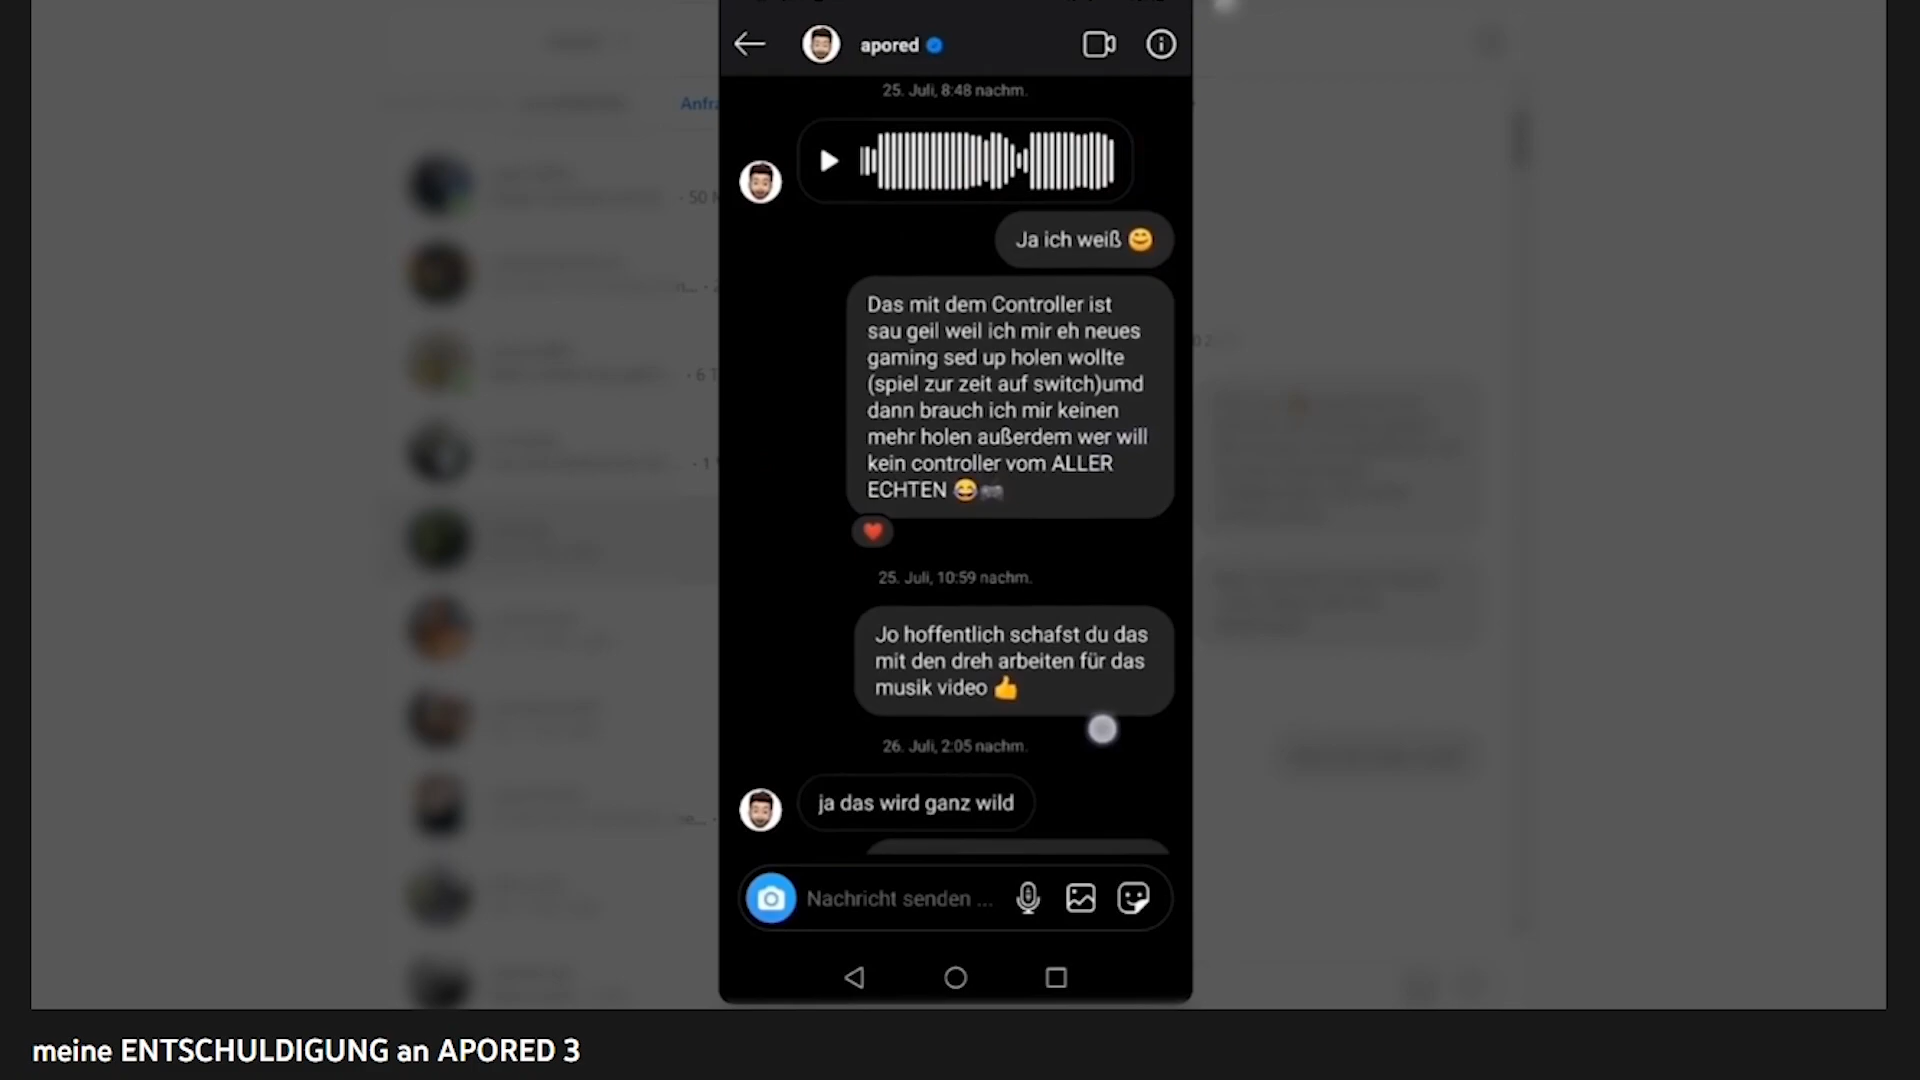 apored
25. Juli, 8:48 nachm.
Anfra
Ja ich weiß 😊
Das mit dem Controller ist
sau geil weil ich mir eh neues
gaming sed up holen wollte
(spiel zur zeit auf switch)umd
dann brauch ich mir keinen
mehr holen außerdem wer will
kein controller vom ALLER
ECHTEN 😂🎮
25. Juli, 10:59 nachm.
Jo hoffentlich schafst du das
mit den dreh arbeiten für das
musik video 👍
26. Juli, 2:05 nachm.
ja das wird ganz wild
Nachricht senden ...
meine ENTSCHULDIGUNG an APORED 3